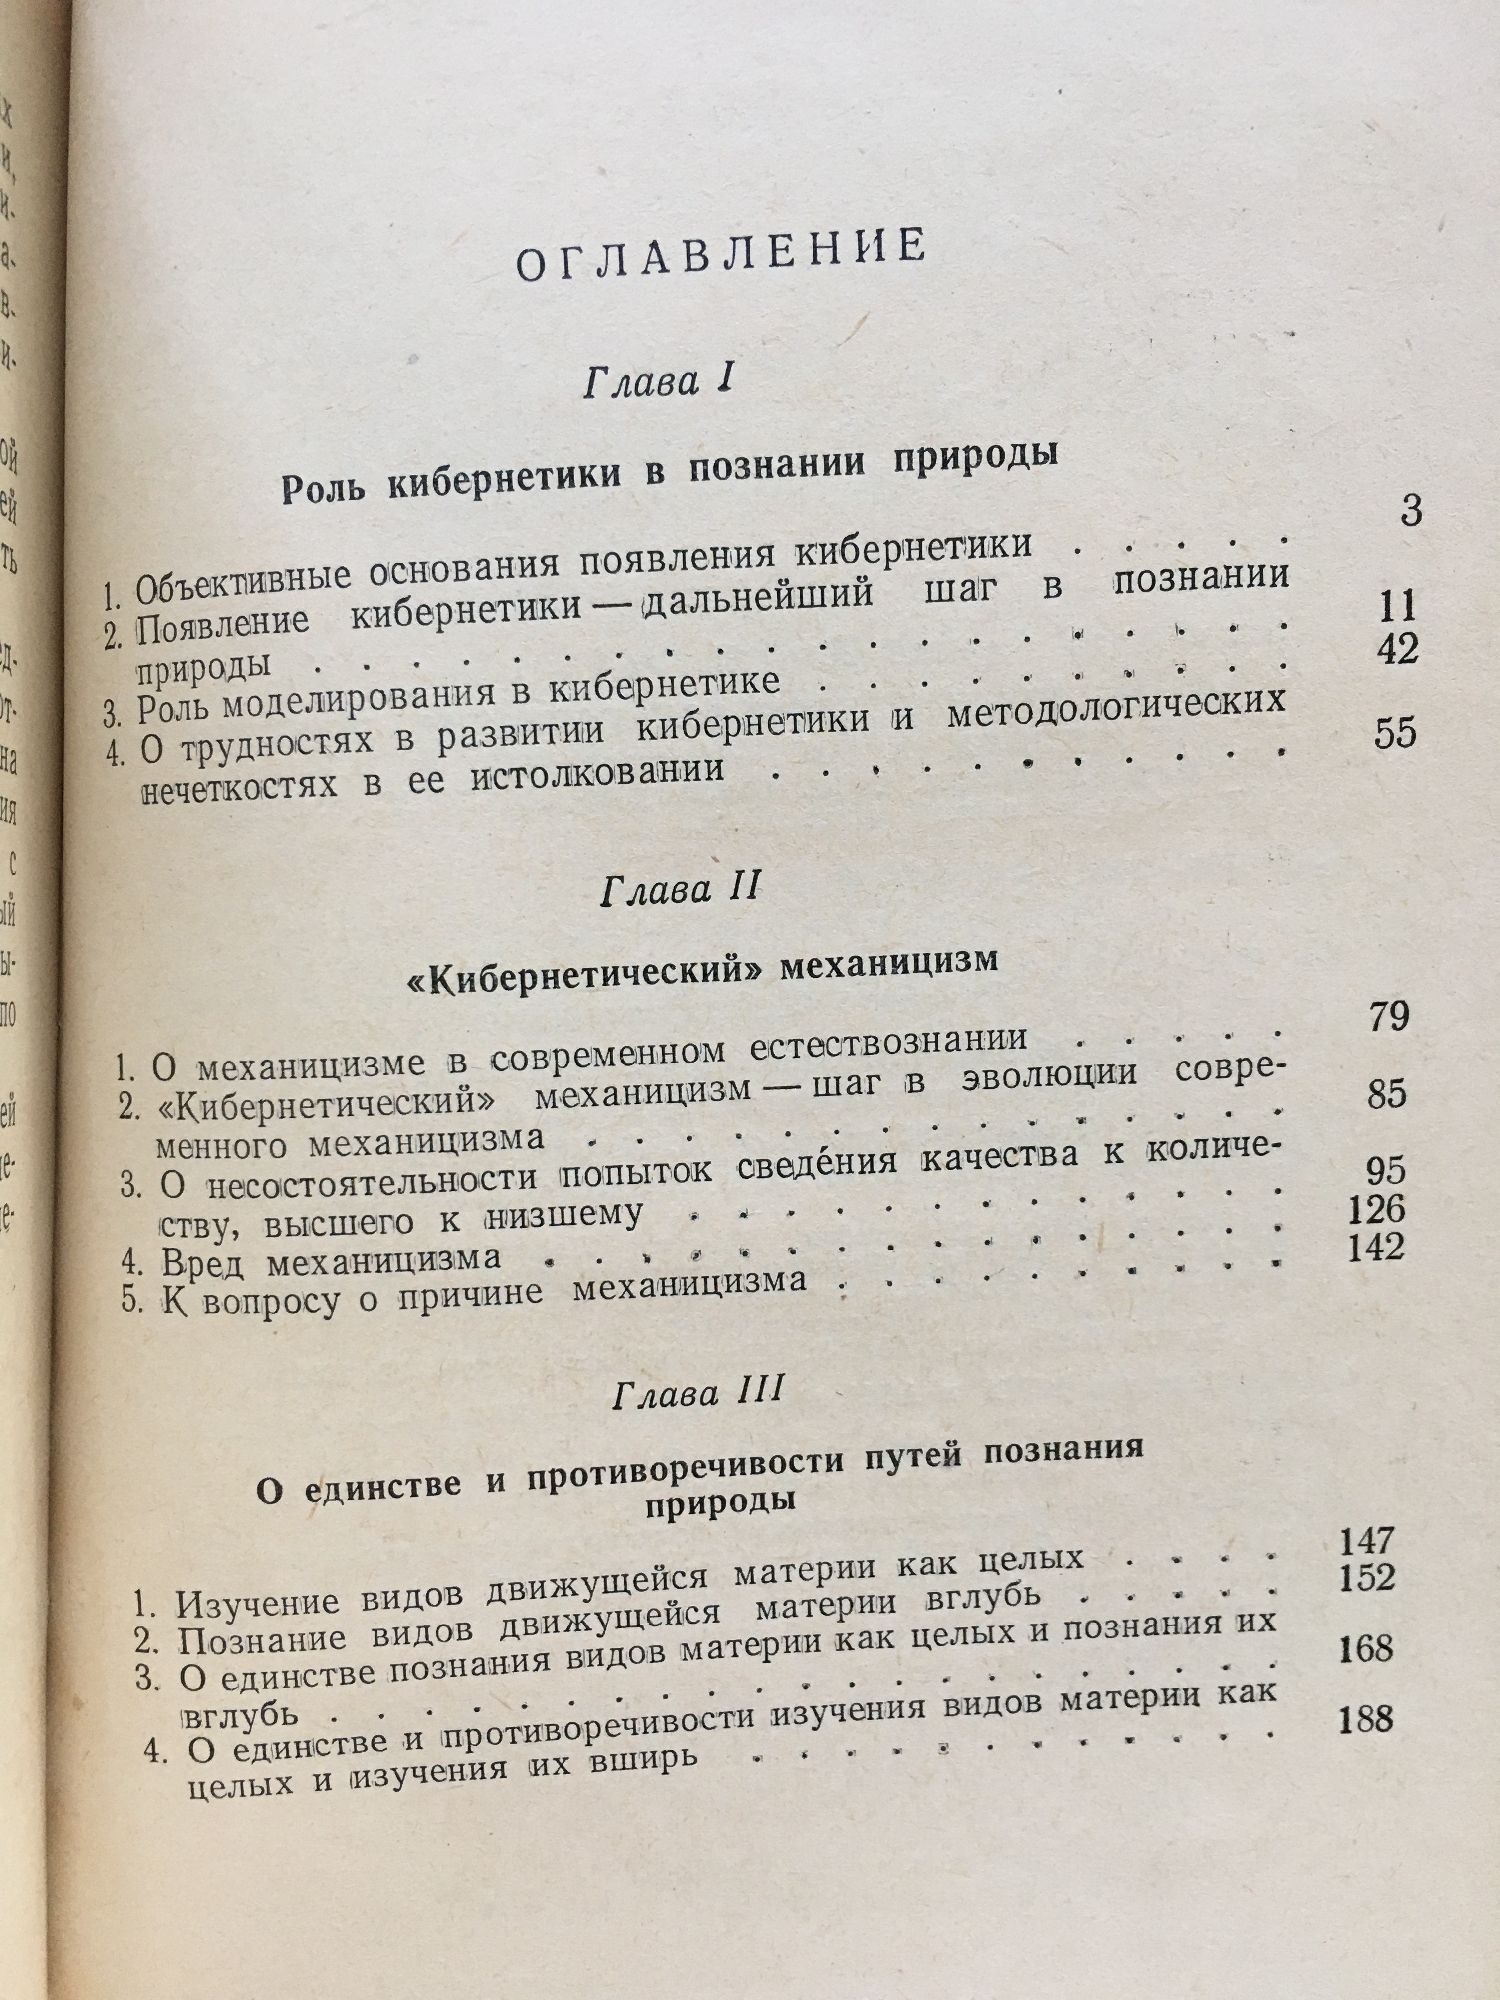 ОГЛАВЛЕНИЕ
Глава I
Роль кибернетики в познании природы
1. Объективные основания появления кибернетики . . . . . 3
2. Появление кибернетики — дальнейший шаг в познании
природы . . . . . . . . . . . . . . . . . . . . 11
3. Роль моделирования в кибернетике . . . . . . . . . . 42
4. О трудностях в развитии кибернетики и методологических
нечеткостях в ее истолковании . . . . . . . . . . . 55
Глава II
«Кибернетический» механицизм
1. О механицизме в современном естествознании . . . . . 79
2. «Кибернетический» механицизм — шаг в эволюции совре-
менного механицизма . . . . . . . . . . . . . . . 85
3. О несостоятельности попыток сведе́ния качества к количе-
ству, высшего к низшему . . . . . . . . . . . . . 95
4. Вред механицизма . . . . . . . . . . . . . . . . 126
5. К вопросу о причине механицизма . . . . . . . . . . 142
Глава III
О единстве и противоречивости путей познания
природы
1. Изучение видов движущейся материи как целых . . . . 147
2. Познание видов движущейся материи вглубь . . . . . 152
3. О единстве познания видов материи как целых и познания их
вглубь . . . . . . . . . . . . . . . . . . . . 168
4. О единстве и противоречивости изучения видов материи как
целых и изучения их вширь . . . . . . . . . . . . 188